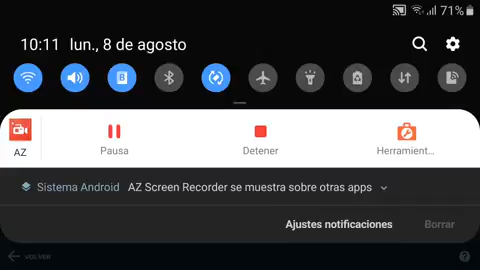 71%
10:11 lun., 8 de agosto
AZ
Pausa
Detener
Herramient...
Sistema Android AZ Screen Recorder se muestra sobre otras apps
Ajustes notificaciones
Borrar
VOLVER